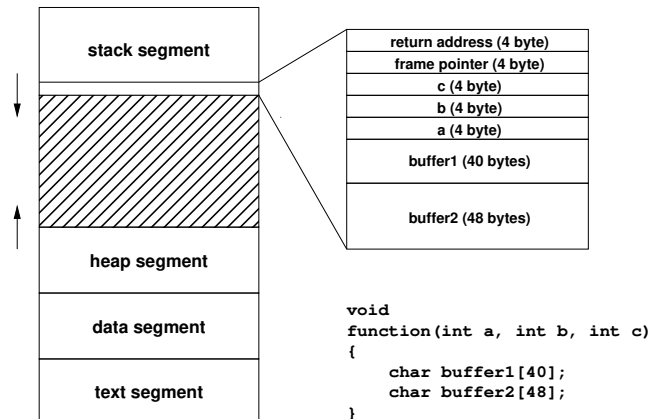 stack segment
heap segment
data segment
text segment
return address (4 byte)
frame pointer (4 byte)
c (4 byte)
b (4 byte)
a (4 byte)
buffer1 (40 bytes)
buffer2 (48 bytes)
void
function(int a, int b, int c)
{
    char buffer1[40];
    char buffer2[48];
}